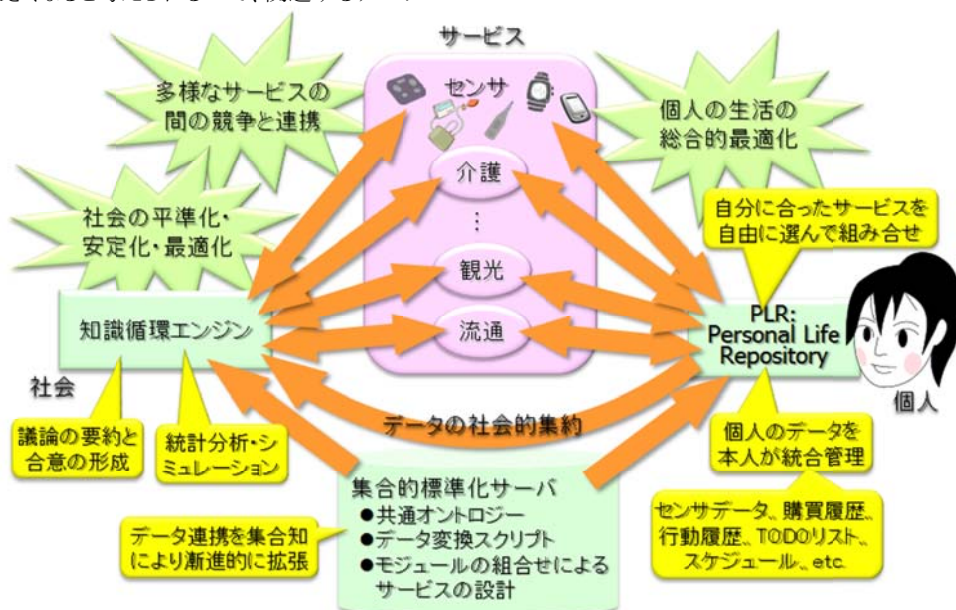 サービス
多様なサービスの
間の競争と連携
センサ
個人の生活の
総合的最適化
介護
⋮
社会の平準化・
安定化・最適化
自分に合ったサービスを
自由に選んで組み合せ
観光
知識循環エンジン
流通
PLR:
Personal Life
Repository
社会
個人
議論の要約と
合意の形成
統計分析・シ
ミュレーション
データの社会的集約
個人のデータを
本人が統合管理
集合的標準化サーバ
●共通オントロジー
●データ変換スクリプト
●モジュールの組合せによる
サービスの設計
データ連携を集合知
により漸進的に拡張
センサデータ、購買履歴、
行動履歴、TODOリスト、
スケジュール、etc.